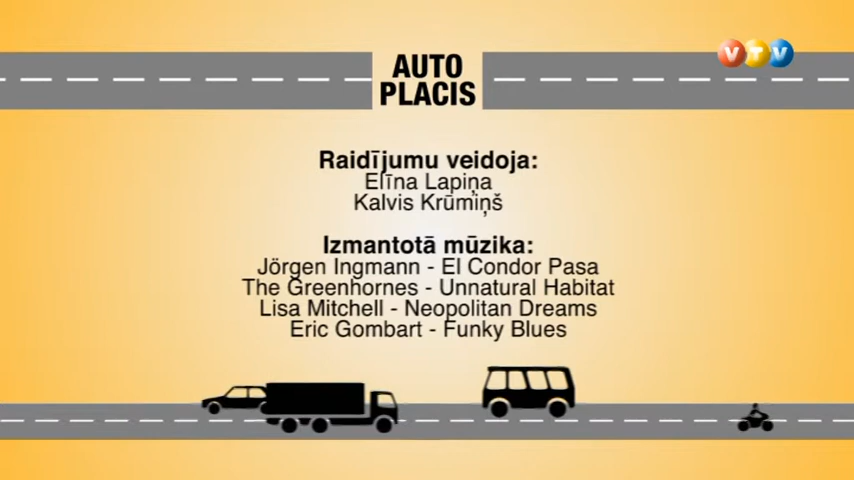 VTV
AUTO
PLACIS
Raidījumu veidoja:
Elīna Lapiņa
Kalvis Krūmiņš
Izmantotā mūzika:
Jörgen Ingmann - El Condor Pasa
The Greenhornes - Unnatural Habitat
Lisa Mitchell - Neopolitan Dreams
Eric Gombart - Funky Blues